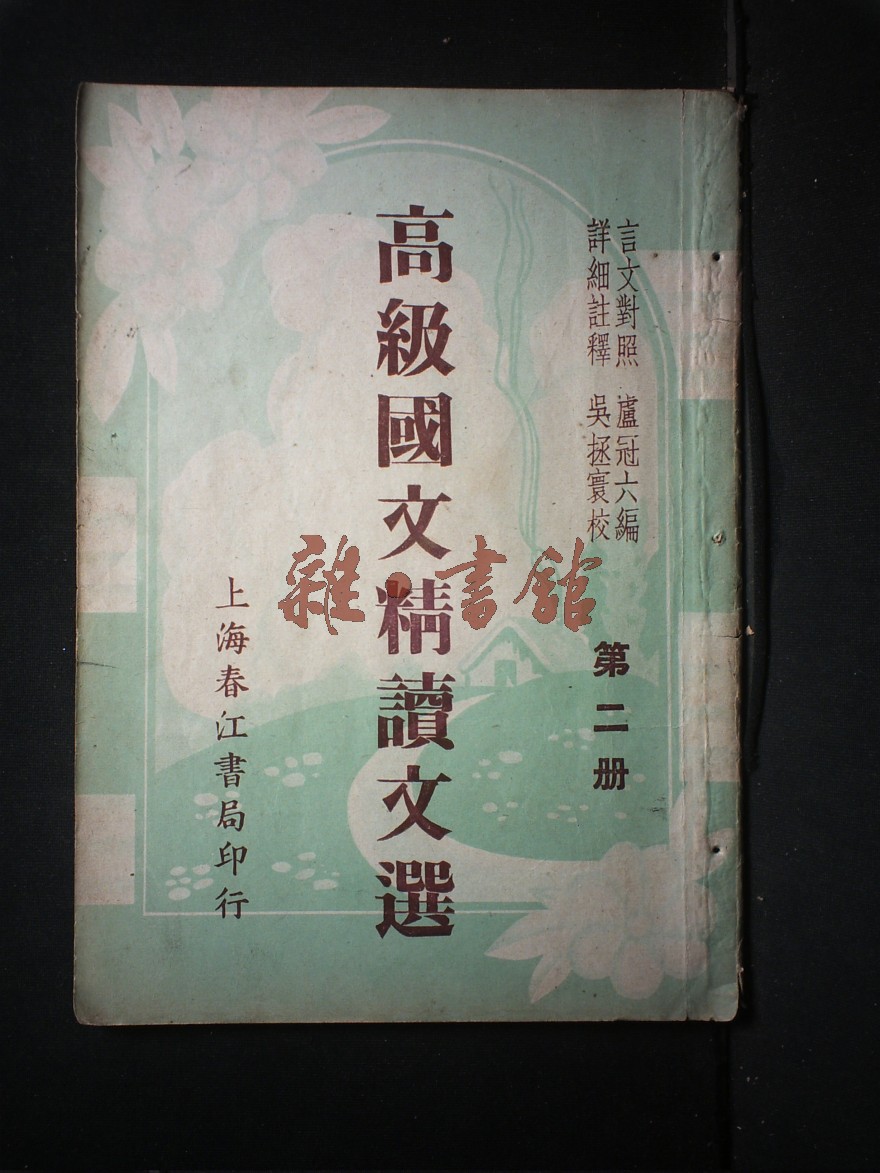 言文對照 盧冠六編
詳細註釋 吳拯寰校
第二册
高級國文精讀文選
上海春江書局印行
雜·書館